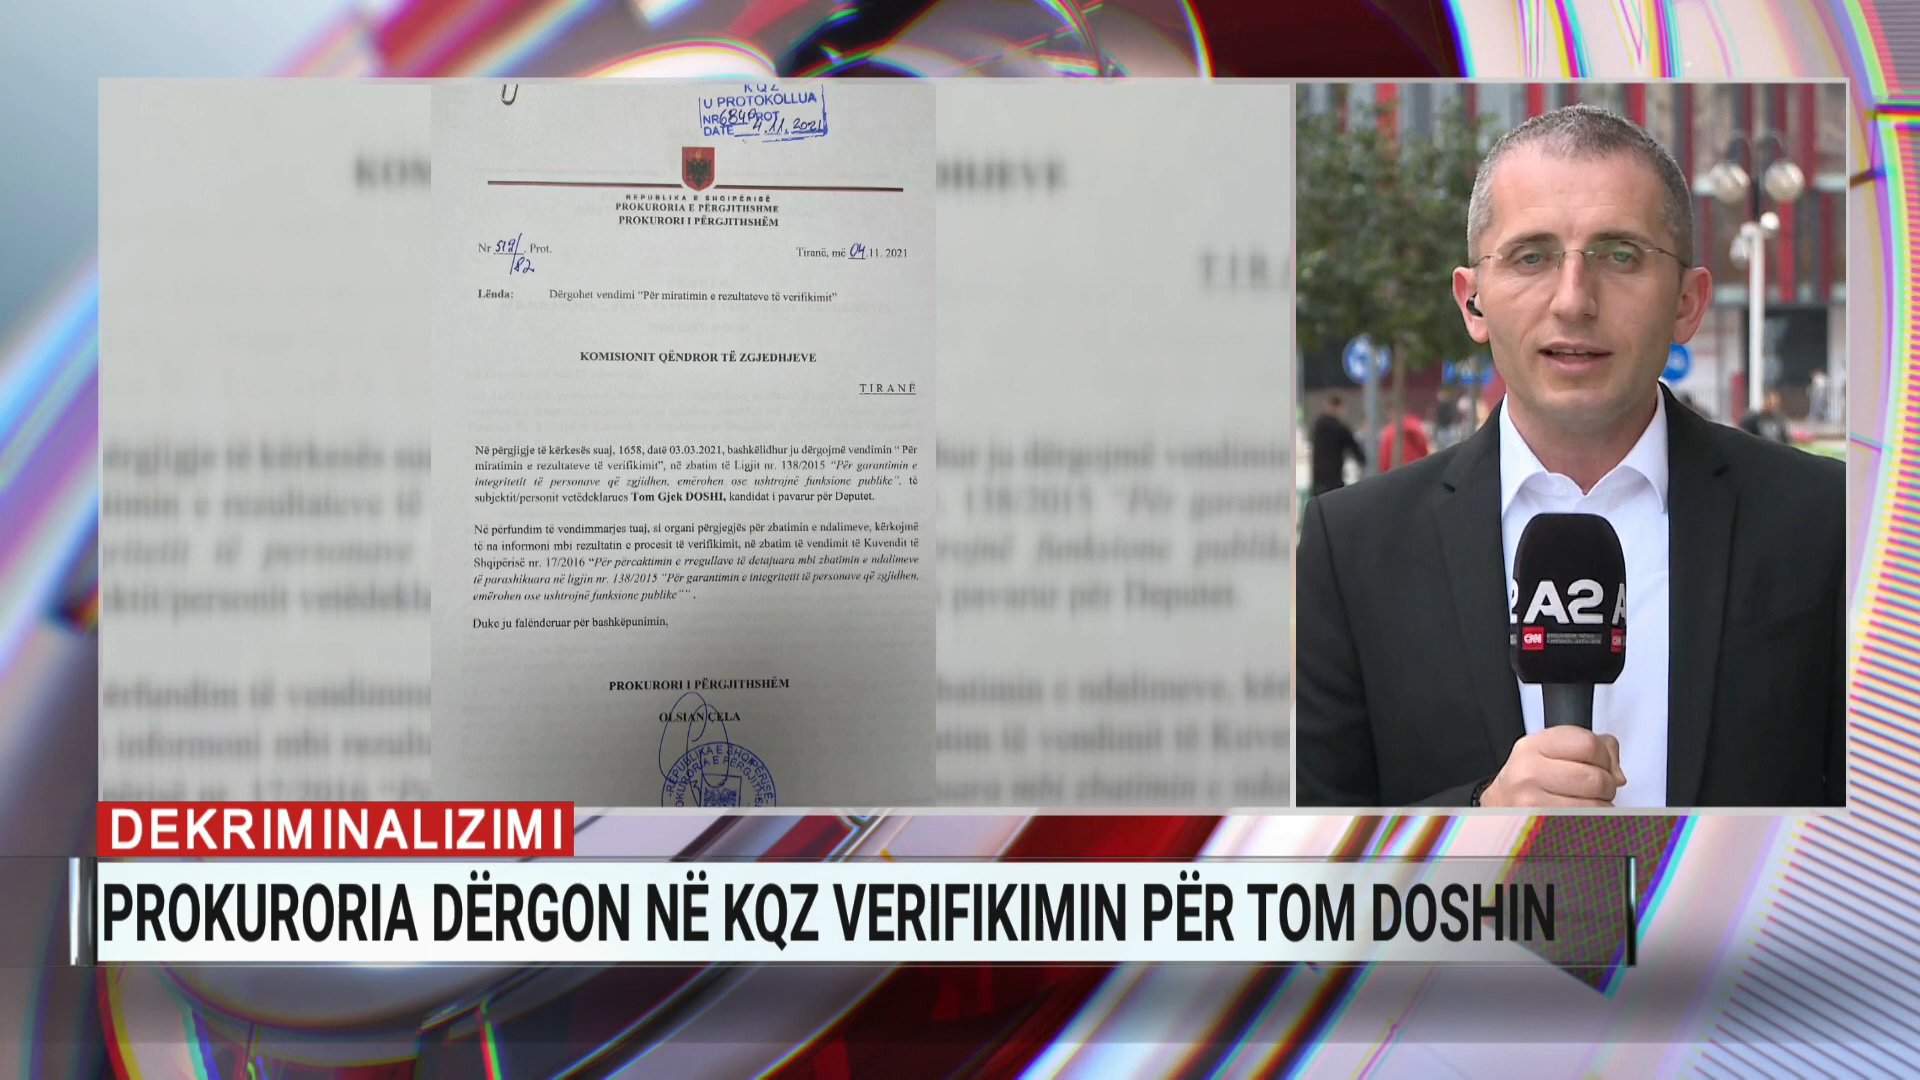 KQZ
U PROTOKOLLUA
NR 6840 PROT
DATË 4.11.2021
REPUBLIKA E SHQIPËRISË
PROKURORIA E PËRGJITHSHME
PROKURORI I PËRGJITHSHËM
Nr 519/82 . Prot.
Tiranë, më 04.11. 2021
Lënda: Dërgohet vendimi “Për miratimin e rezultateve të verifikimit”
KOMISIONIT QËNDROR TË ZGJEDHJEVE
TIRANË
Në përgjigje të kërkesës suaj, 1658, datë 03.03.2021, bashkëlidhur ju dërgojmë vendimin “ Për
miratimin e rezultateve të verifikimit”, në zbatim të Ligjit nr. 138/2015 “Për garantimin e
integritetit të personave që zgjidhen, emërohen ose ushtrojnë funksione publike”, të
subjektit/personit vetëdeklarues Tom Gjek DOSHI, kandidat i pavarur për Deputet.
Në përfundim të vendimmarjes tuaj, si organi përgjegjës për zbatimin e ndalimeve, kërkojmë
të na informoni mbi rezultatin e procesit të verifikimit, në zbatim të vendimit të Kuvendit të
Shqipërisë nr. 17/2016 “Për përcaktimin e rregullave të detajuara mbi zbatimin e ndalimeve
të parashikuara në ligjin nr. 138/2015 “Për garantimin e integritetit të personave që zgjidhen,
emërohen ose ushtrojnë funksione publike”” .
Duke ju falënderuar për bashkëpunimin,
PROKURORI I PËRGJITHSHËM
OLSIAN ÇELA
REPUBLIKA E SHQIPËRISË
PROKURORIA E PËRGJITHSHME
A2
CNN
DEKRIMINALIZIMI
PROKURORIA DËRGON NË KQZ VERIFIKIMIN PËR TOM DOSHIN